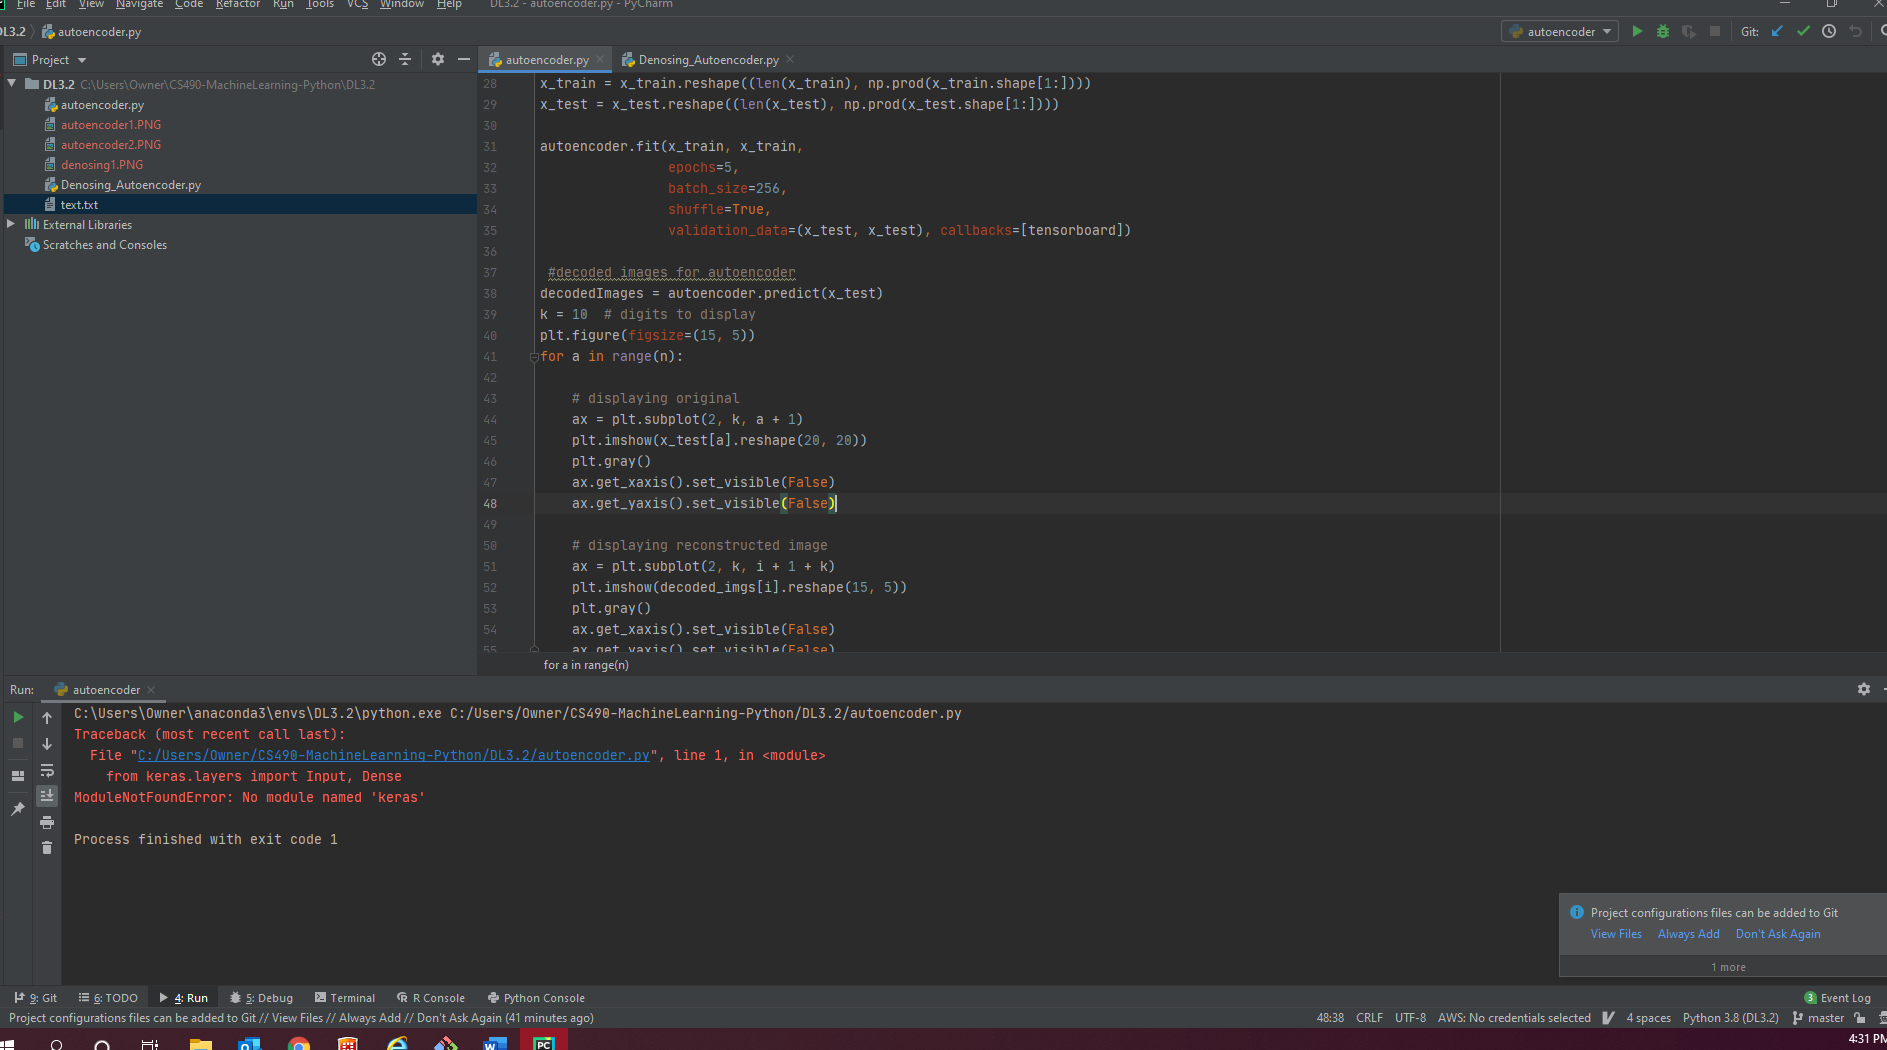 File Edit View Navigate Code Refactor Run Tools VCS Window Help DL3.2 - autoencoder.py - PyCharm
DL3.2 autoencoder.py
autoencoder Git:
Project
autoencoder.py Denosing_Autoencoder.py
DL3.2 C:\Users\Owner\CS490-MachineLearning-Python\DL3.2
autoencoder.py
autoencoder1.PNG
autoencoder2.PNG
denosing1.PNG
Denosing_Autoencoder.py
text.txt
External Libraries
Scratches and Consoles
28 x_train = x_train.reshape((len(x_train), np.prod(x_train.shape[1:])))
29 x_test = x_test.reshape((len(x_test), np.prod(x_test.shape[1:])))
30
31 autoencoder.fit(x_train, x_train,
32 epochs=5,
33 batch_size=256,
34 shuffle=True,
35 validation_data=(x_test, x_test), callbacks=[tensorboard])
36
37 #decoded images for autoencoder
38 decodedImages = autoencoder.predict(x_test)
39 k = 10 # digits to display
40 plt.figure(figsize=(15, 5))
41 for a in range(n):
42
43 # displaying original
44 ax = plt.subplot(2, k, a + 1)
45 plt.imshow(x_test[a].reshape(20, 20))
46 plt.gray()
47 ax.get_xaxis().set_visible(False)
48 ax.get_yaxis().set_visible(False)
49
50 # displaying reconstructed image
51 ax = plt.subplot(2, k, i + 1 + k)
52 plt.imshow(decoded_imgs[i].reshape(15, 5))
53 plt.gray()
54 ax.get_xaxis().set_visible(False)
55 ax.get_yaxis().set_visible(False)
for a in range(n)
Run: autoencoder
C:\Users\Owner\anaconda3\envs\DL3.2\python.exe C:/Users/Owner/CS490-MachineLearning-Python/DL3.2/autoencoder.py
Traceback (most recent call last):
File "C:/Users/Owner/CS490-MachineLearning-Python/DL3.2/autoencoder.py", line 1, in <module>
from keras.layers import Input, Dense
ModuleNotFoundError: No module named 'keras'
Process finished with exit code 1
Project configurations files can be added to Git
View Files Always Add Don't Ask Again
1 more
9: Git 6: TODO 4: Run 5: Debug Terminal R Console Python Console 3 Event Log
Project configurations files can be added to Git // View Files // Always Add // Don't Ask Again (41 minutes ago) 48:38 CRLF UTF-8 AWS: No credentials selected 4 spaces Python 3.8 (DL3.2) master
4:31 PM